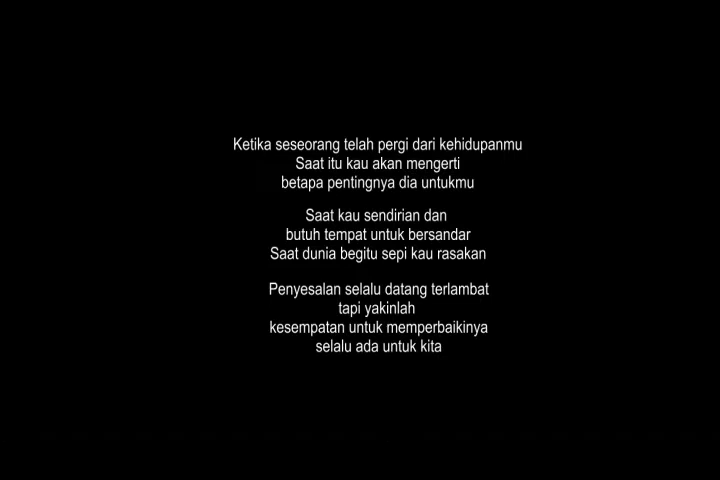 Ketika seseorang telah pergi dari kehidupanmu
Saat itu kau akan mengerti
betapa pentingnya dia untukmu
Saat kau sendirian dan
butuh tempat untuk bersandar
Saat dunia begitu sepi kau rasakan
Penyesalan selalu datang terlambat
tapi yakinlah
kesempatan untuk memperbaikinya
selalu ada untuk kita